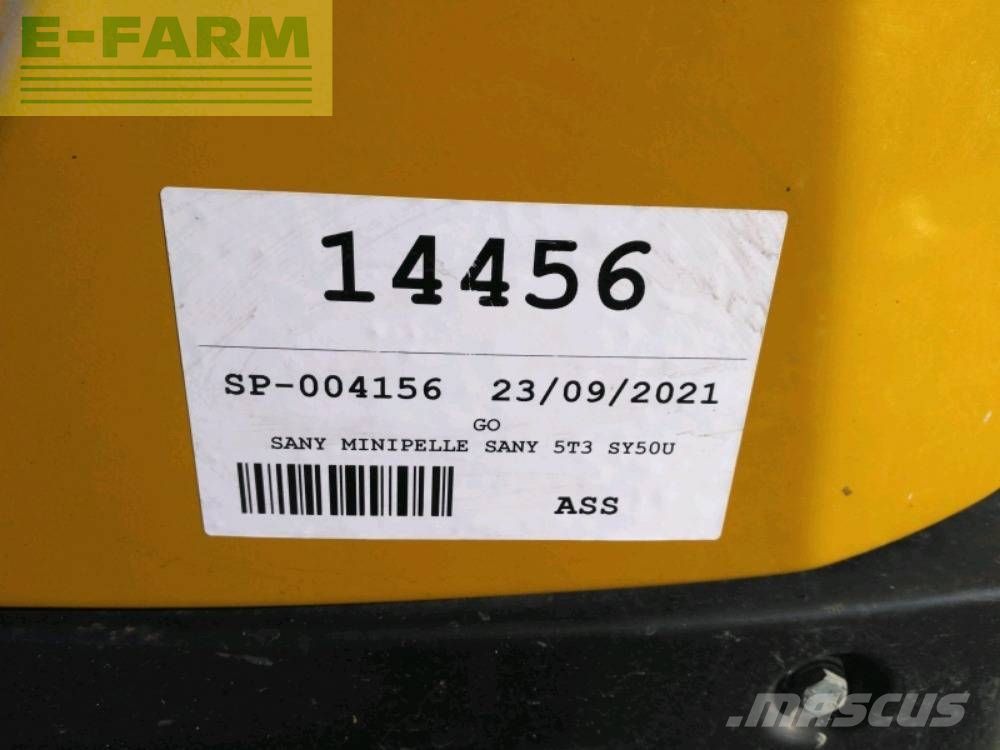 E-FARM
14456
SP-004156 23/09/2021
GO
SANY MINIPELLE SANY 5T3 SY50U
ASS
MASCUS